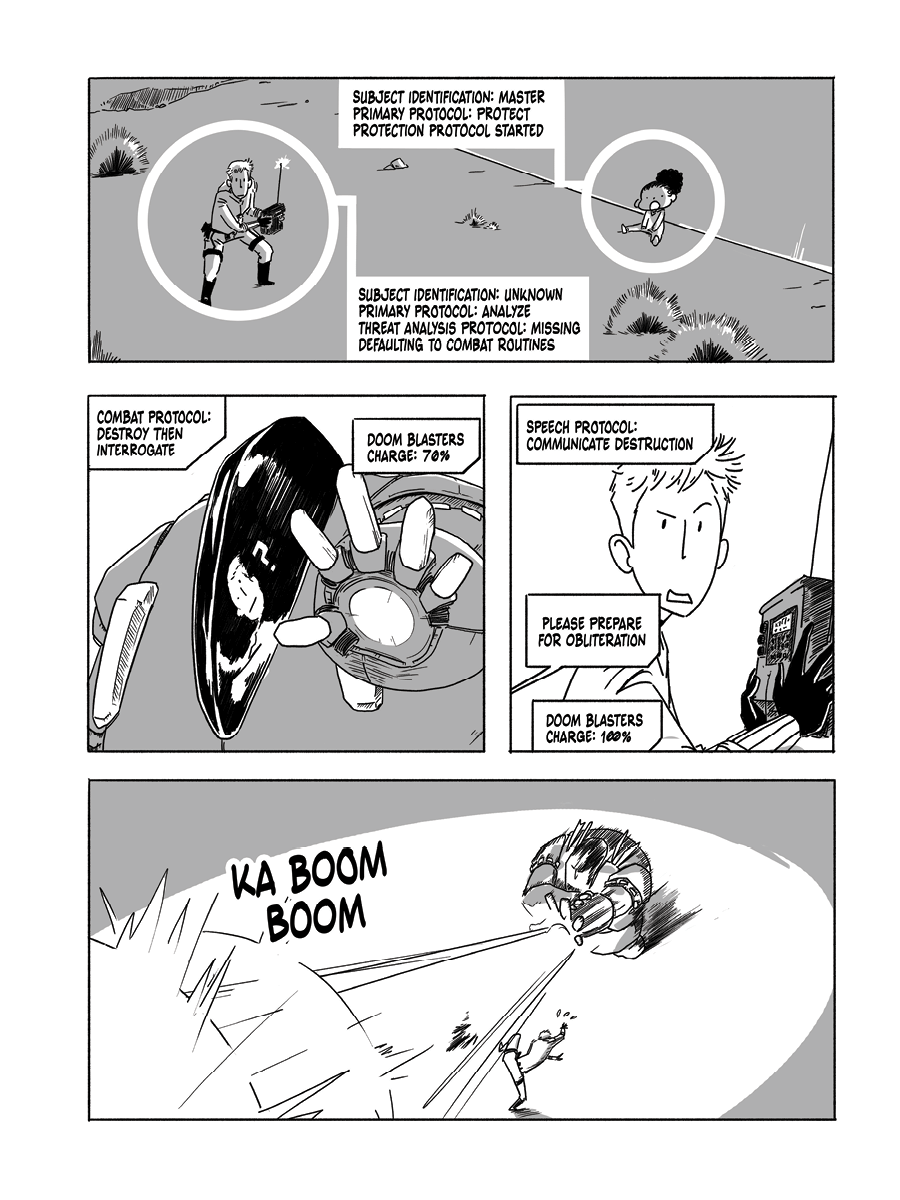 SUBJECT IDENTIFICATION: MASTER
PRIMARY PROTOCOL: PROTECT
PROTECTION PROTOCOL STARTED
SUBJECT IDENTIFICATION: UNKNOWN
PRIMARY PROTOCOL: ANALYZE
THREAT ANALYSIS PROTOCOL: MISSING
DEFAULTING TO COMBAT ROUTINES
COMBAT PROTOCOL:
DESTROY THEN
INTERROGATE
DOOM BLASTERS
CHARGE: 70%
?
SPEECH PROTOCOL:
COMMUNICATE DESTRUCTION
PLEASE PREPARE
FOR OBLITERATION
DOOM BLASTERS
CHARGE: 100%
KA BOOM
BOOM